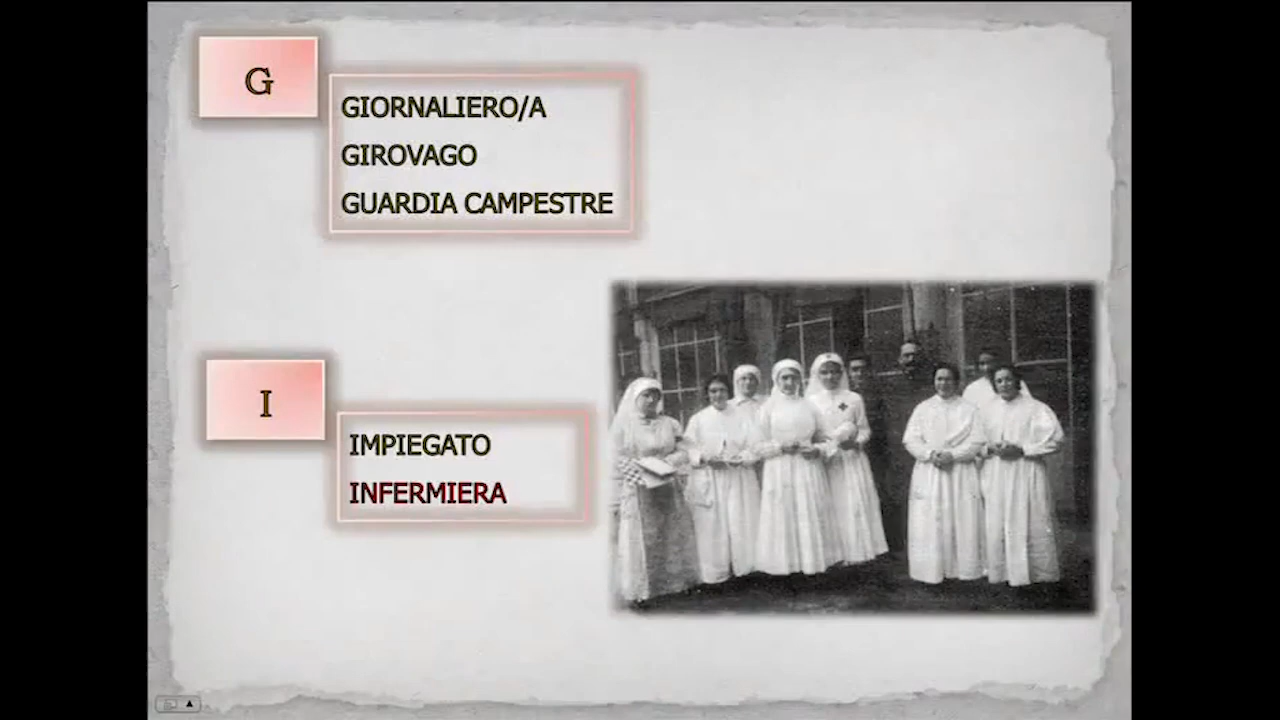 G
GIORNALIERO/A
GIROVAGO
GUARDIA CAMPESTRE
I
IMPIEGATO
INFERMIERA